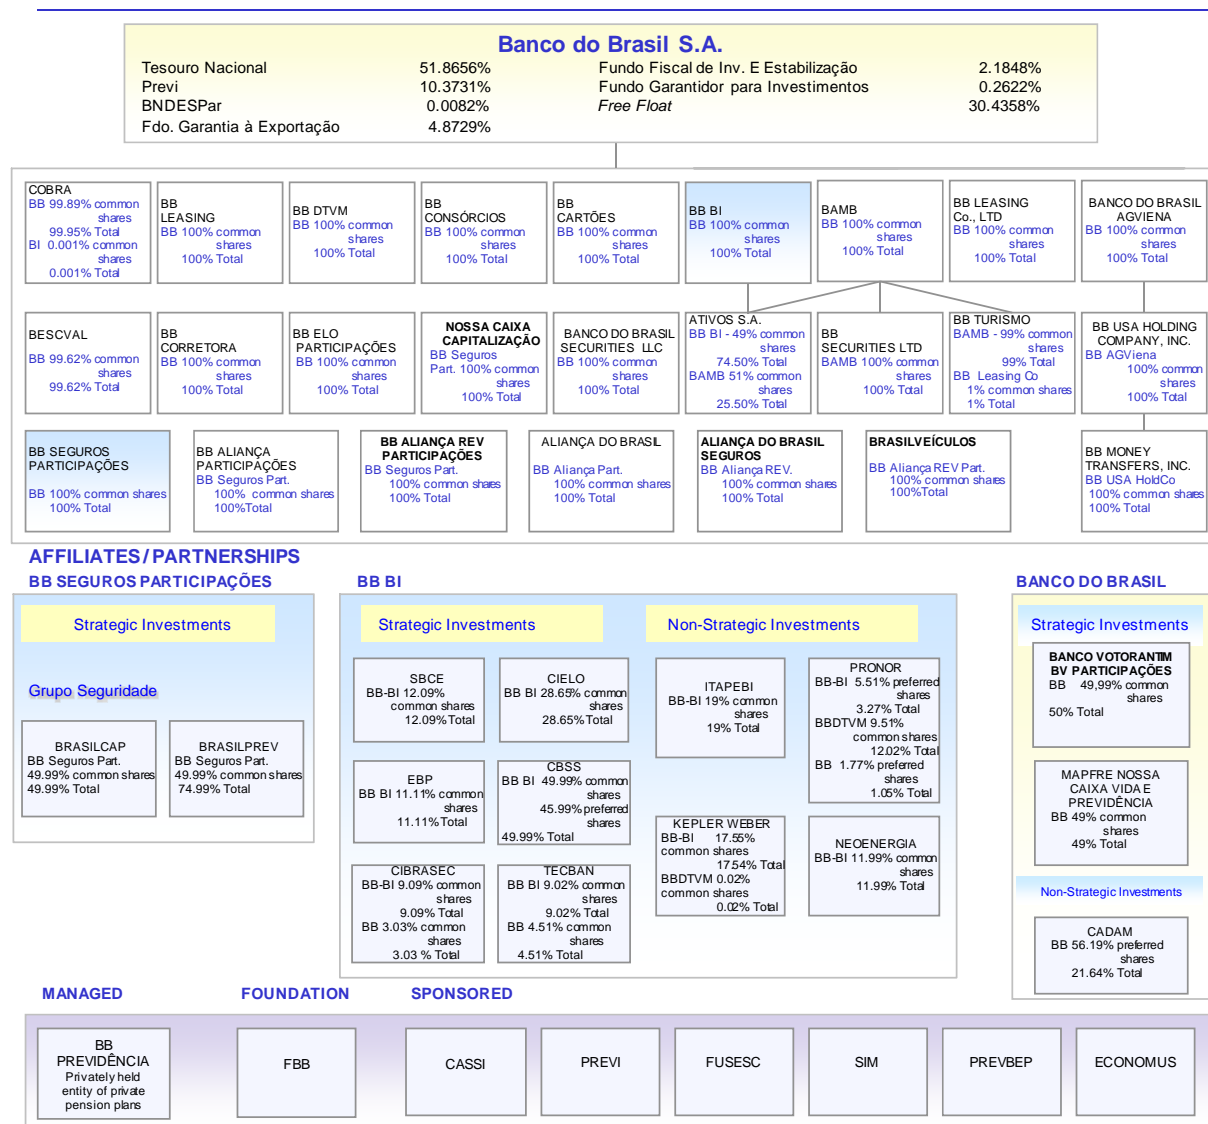 Banco do Brasil S.A.
Tesouro Nacional 51.8656% Fundo Fiscal de Inv. E Estabilização 2.1848%
Previ 10.3731% Fundo Garantidor para Investimentos 0.2622%
BNDESPar 0.0082% Free Float 30.4358%
Fdo. Garantia à Exportação 4.8729%
COBRA
BB 99.89% common
shares
99.95% Total
BI 0.001% common
shares
0.001% Total
BB
LEASING
BB 100% common
shares
100% Total
BB DTVM
BB 100% common
shares
100% Total
BB
CONSÓRCIOS
BB 100% common
shares
100% Total
BB
CARTÕES
BB 100% common
shares
100% Total
BB BI
BB 100% common
shares
100% Total
BAMB
BB 100% common
shares
100% Total
BB LEASING
Co., LTD
BB 100% common
shares
100% Total
BANCO DO BRASIL
AGVIENA
BB 100% common
shares
100% Total
BESCVAL
BB 99.62% common
shares
99.62% Total
BB
CORRETORA
BB 100% common
shares
100% Total
BB ELO
PARTICIPAÇÕES
BB 100% common
shares
100% Total
NOSSA CAIXA
CAPITALIZAÇÃO
BB Seguros
Part. 100% common
shares
100% Total
BANCO DO BRASIL
SECURITIES LLC
BB 100% common
shares
100% Total
ATIVOS S.A.
BB BI - 49% common
shares
74.50% Total
BAMB 51% common
shares
25.50% Total
BB
SECURITIES LTD
BAMB 100% common
shares
100% Total
BB TURISMO
BAMB - 99% common
shares
99% Total
BB Leasing Co
1% common shares
1% Total
BB USA HOLDING
COMPANY, INC.
BB AGViena
100% common
shares
100% Total
BB SEGUROS
PARTICIPAÇÕES
BB 100% common shares
100% Total
BB ALIANÇA
PARTICIPAÇÕES
BB Seguros Part.
100% common shares
100%Total
BB ALIANÇA REV
PARTICIPAÇÕES
BB Seguros Part.
100% common shares
100% Total
ALIANÇA DO BRASIL
BB Aliança Part.
100% common shares
100% Total
ALIANÇA DO BRASIL
SEGUROS
BB Aliança REV.
100% common shares
100% Total
BRASILVEÍCULOS
BB Aliança REV Part.
100% common shares
100%Total
BB MONEY
TRANSFERS, INC.
BB USA HoldCo
100% common shares
100% Total
AFFILIATES / PARTNERSHIPS
BB SEGUROS PARTICIPAÇÕES
Strategic Investments
Grupo Seguridade
BRASILCAP
BB Seguros Part.
49.99% common shares
49.99% Total
BRASILPREV
BB Seguros Part.
49.99% common shares
74.99% Total
BB BI
Strategic Investments
SBCE
BB-BI 12.09%
common shares
12.09% Total
CIELO
BB BI 28.65% common
shares
28.65% Total
EBP
BB BI 11.11% common
shares
11.11% Total
CBSS
BB BI 49.99% common
shares
45.99% preferred
shares
49.99% Total
CIBRASEC
BB-BI 9.09% common
shares
9.09% Total
BB 3.03% common
shares
3.03 % Total
TECBAN
BB BI 9.02% common
shares
9.02% Total
BB 4.51% common
shares
4.51% Total
Non-Strategic Investments
ITAPEBI
BB-BI 19% common
shares
19% Total
PRONOR
BB-BI 5.51% preferred
shares
3.27% Total
BBDTVM 9.51%
common shares
12.02% Total
BB 1.77% preferred
shares
1.05% Total
KEPLER WEBER
BB-BI 17.55%
common shares
17.54% Total
BBDTVM 0.02%
common shares
0.02% Total
NEOENERGIA
BB-BI 11.99% common
shares
11.99% Total
BANCO DO BRASIL
Strategic Investments
BANCO VOTORANTIM
BV PARTICIPAÇÕES
BB 49,99% common
shares
50% Total
MAPFRE NOSSA
CAIXA VIDA E
PREVIDÊNCIA
BB 49% common
shares
49% Total
Non-Strategic Investments
CADAM
BB 56.19% preferred
shares
21.64% Total
MANAGED FOUNDATION SPONSORED
BB
PREVIDÊNCIA
Privately held
entity of private
pension plans
FBB
CASSI
PREVI
FUSESC
SIM
PREVBEP
ECONOMUS